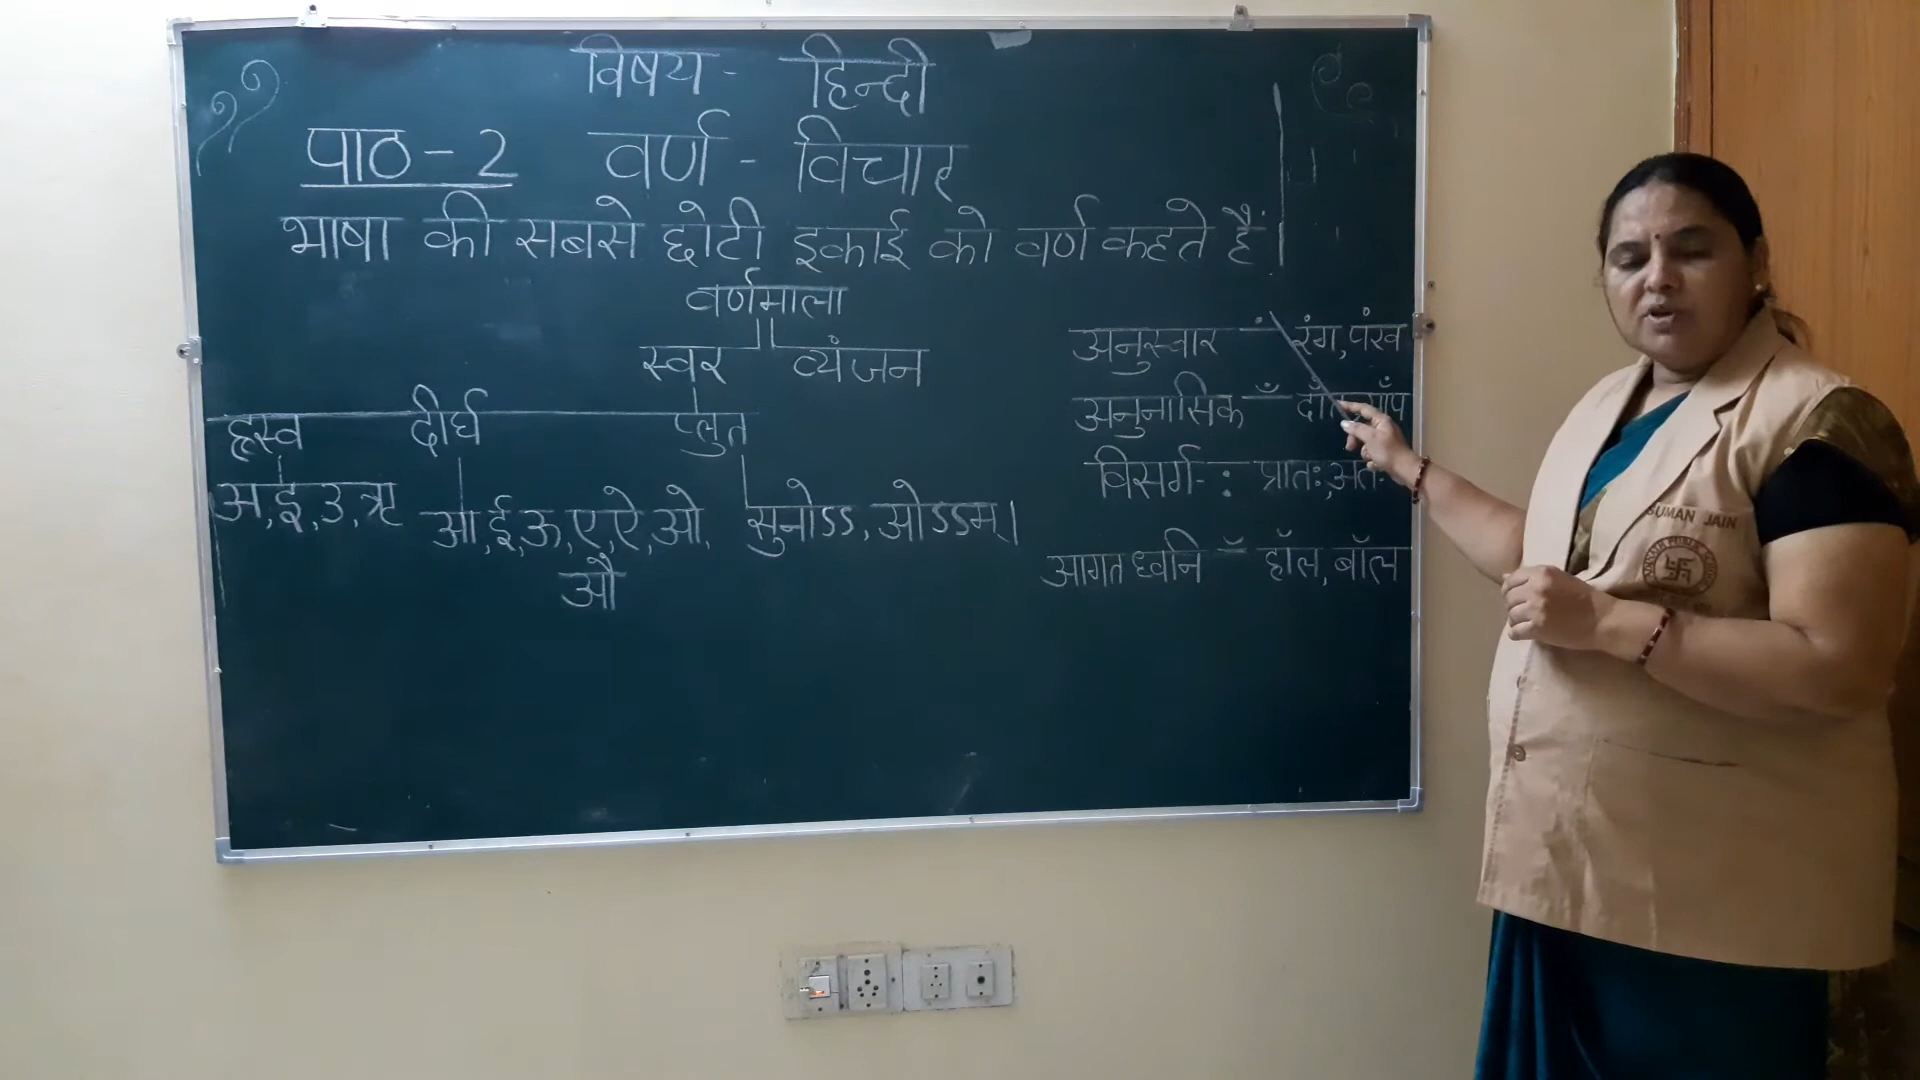 विषय - हिन्दी
पाठ - 2 वर्ण - विचार
भाषा की सबसे छोटी इकाई को वर्ण कहते हैं।
वर्णमाला
स्वर व्यंजन
ह्रस्व दीर्घ प्लुत
अ,इ,उ,ऋ
आ,ई,ऊ,ए,ऐ,ओ,
औ
सुनोऽऽ, ओऽऽम्।
अनुस्वार - ं रंग,पंख
अनुनासिक - ँ दाँत,साँप
विसर्ग - : प्रातः,अतः
आगत ध्वनि - ॅ हॉल, बॉल
SUMAN JAIN